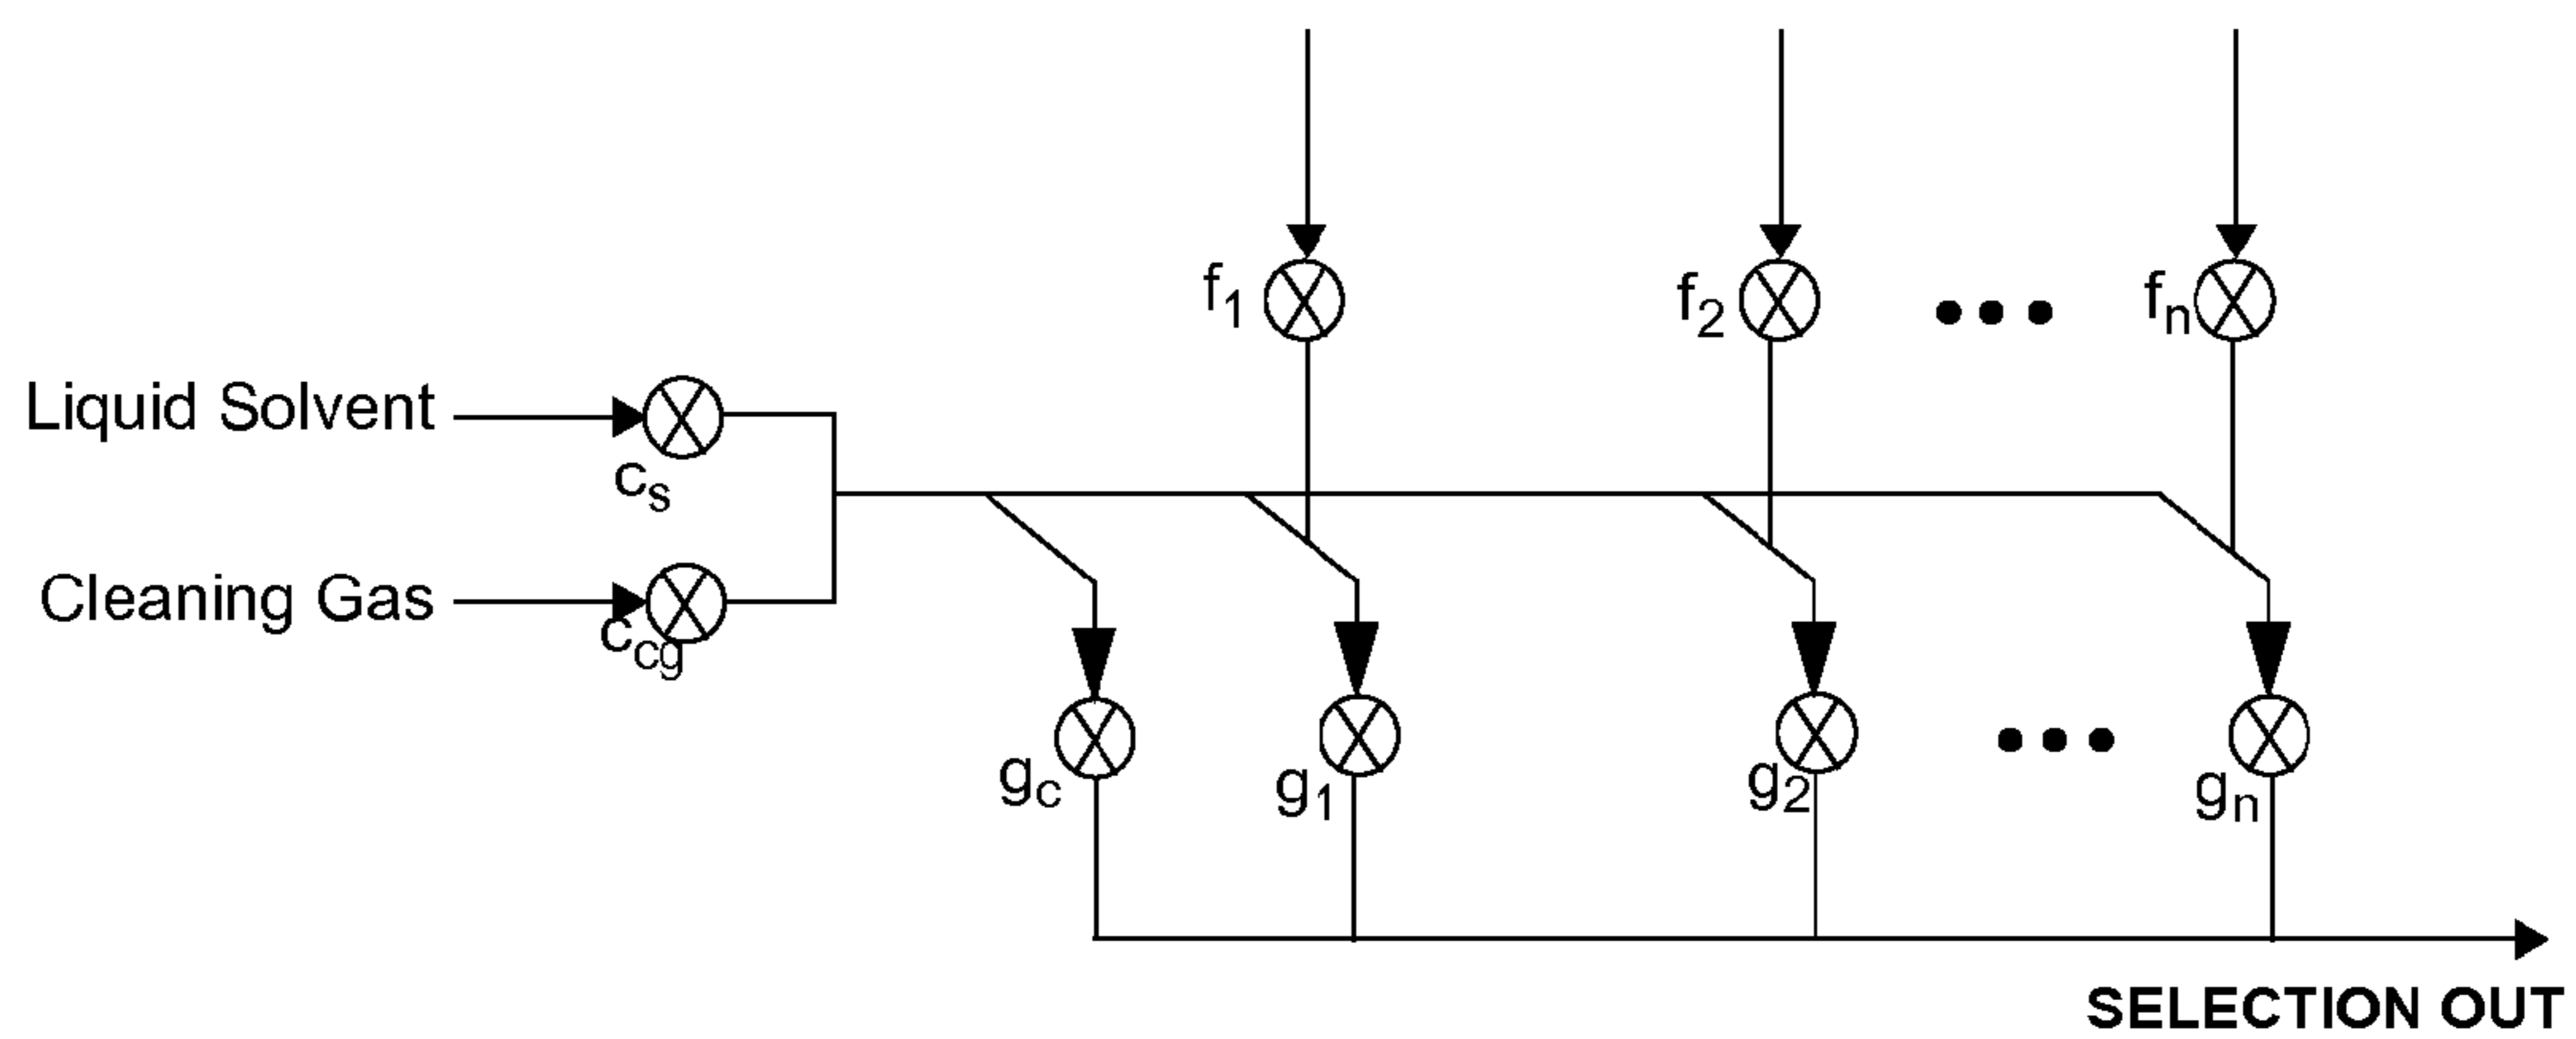 f1
f2
fn
Liquid Solvent
cs
Cleaning Gas
ccg
gc
g1
g2
gn
SELECTION OUT